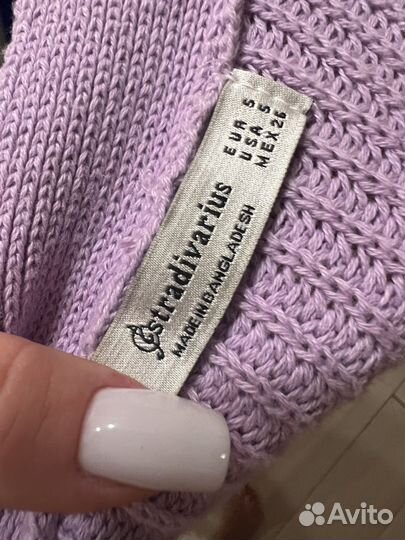 Stradivarius
MADE IN BANGLADESH
EUR S
USA S
MEX 26
Avito